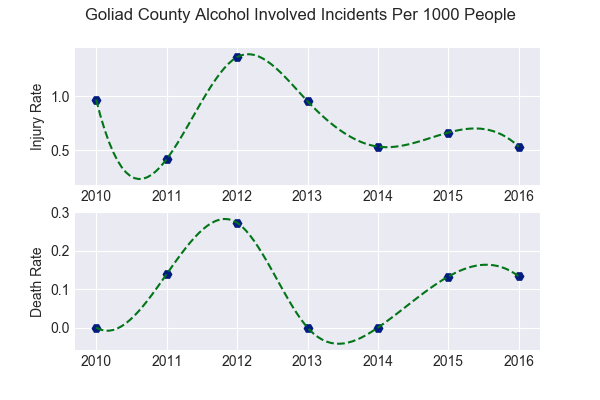 Goliad County Alcohol Involved Incidents Per 1000 People
Injury Rate
1.0
0.5
2010 2011 2012 2013 2014 2015 2016
Death Rate
0.3
0.2
0.1
0.0
2010 2011 2012 2013 2014 2015 2016